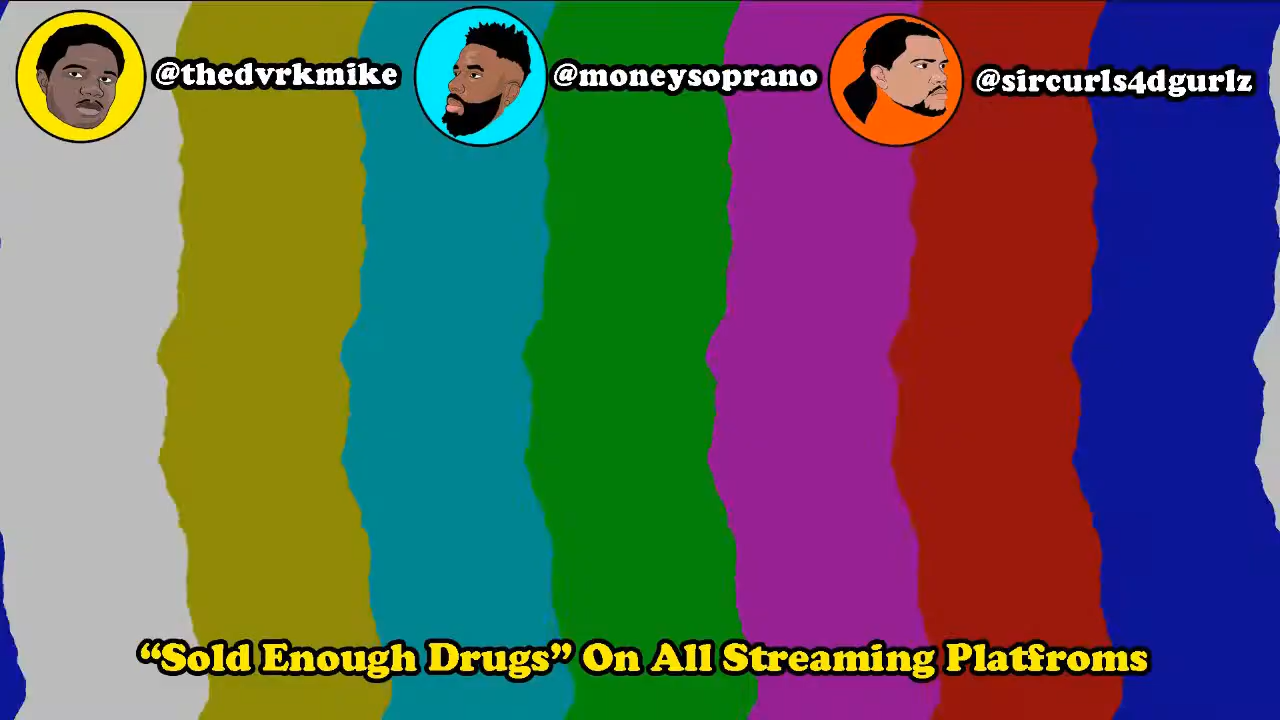 @thedvrkmike @moneysoprano @sircurls4dgurlz
“Sold Enough Drugs” On All Streaming Platfroms